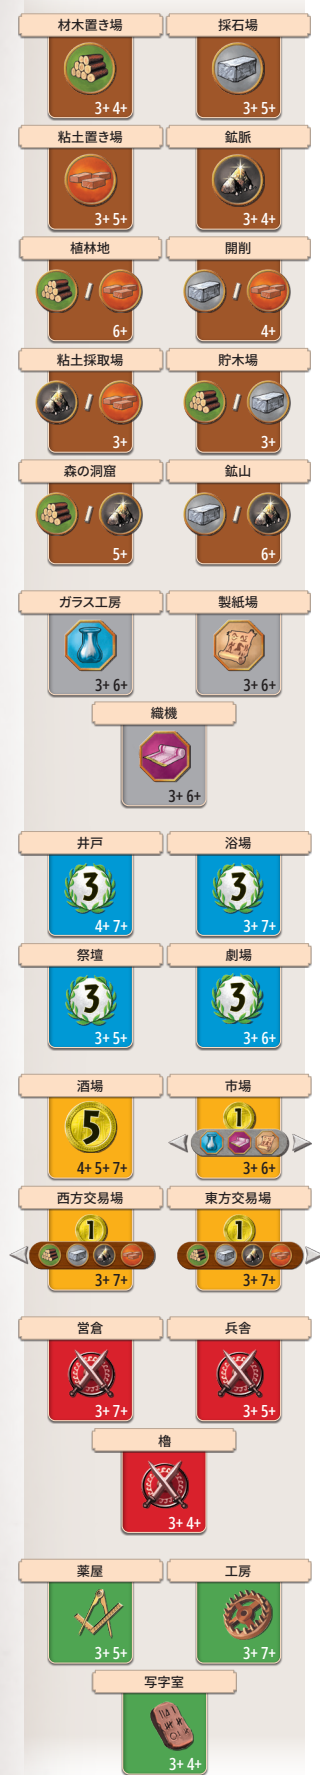 材木置き場
採石場
3+ 4+
3+ 5+
粘土置き場
鉱脈
3+ 5+
3+ 4+
植林地
開削
/
/
6+
4+
粘土採取場
貯木場
/
/
3+
3+
森の洞窟
鉱山
/
/
5+
6+
ガラス工房
製紙場
3+ 6+
3+ 6+
織機
3+ 6+
井戸
浴場
3
3
4+ 7+
3+ 7+
祭壇
劇場
3
3
3+ 5+
3+ 6+
酒場
市場
5
1
4+ 5+ 7+
3+ 6+
西方交易場
東方交易場
1
1
3+ 7+
3+ 7+
営倉
兵舎
3+ 7+
3+ 5+
櫓
3+ 4+
薬屋
工房
3+ 5+
3+ 7+
写字室
3+ 4+